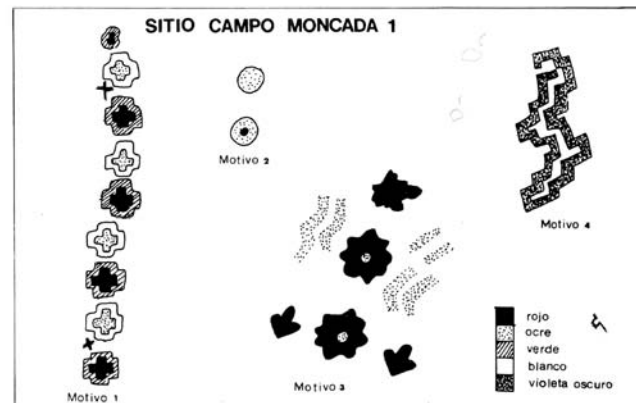 SITIO CAMPO MONCADA 1
Motivo 2
Motivo 4
Motivo 3
Motivo 1
rojo
ocre
verde
blanco
violeta oscuro